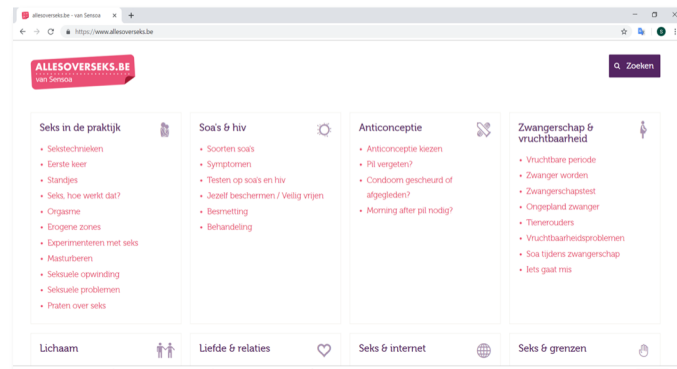 allesoverseks.be - van Sensoa
https://www.allesoverseks.be
ALLESOVERSEKS.BE
van Sensoa
Zoeken
Seks in de praktijk
• Sekstechnieken
• Eerste keer
• Standjes
• Seks, hoe werkt dat?
• Orgasme
• Erogene zones
• Experimenteren met seks
• Masturberen
• Seksuele opwinding
• Seksuele problemen
• Praten over seks
Soa's & hiv
• Soorten soa's
• Symptomen
• Testen op soa's en hiv
• Jezelf beschermen / Veilig vrijen
• Besmetting
• Behandeling
Anticonceptie
• Anticonceptie kiezen
• Pil vergeten?
• Condoom gescheurd of
afgegleden?
• Morning after pil nodig?
Zwangerschap &
vruchtbaarheid
• Vruchtbare periode
• Zwanger worden
• Zwangerschapstest
• Ongepland zwanger
• Tienerouders
• Vruchtbaarheidsproblemen
• Soa tijdens zwangerschap
• Iets gaat mis
Lichaam
Liefde & relaties
Seks & internet
Seks & grenzen